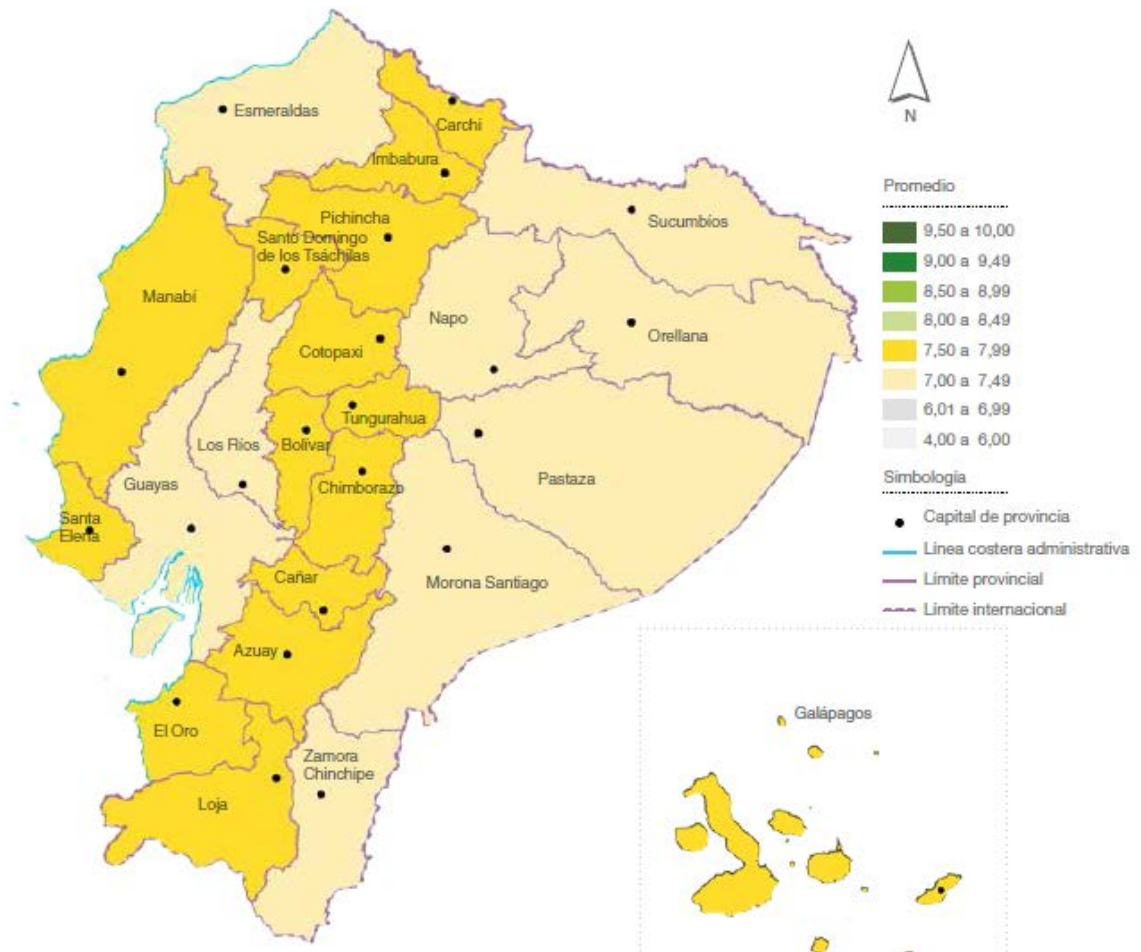 N
Promedio
9,50 a 10,00
9,00 a 9,49
8,50 a 8,99
8,00 a 8,49
7,50 a 7,99
7,00 a 7,49
6,01 a 6,99
4,00 a 6,00
Simbología
Capital de provincia
Línea costera administrativa
Límite provincial
Límite internacional
Esmeraldas
Carchi
Imbabura
Pichincha
Santo Domingo
de los Tsáchilas
Sucumbíos
Manabí
Napo
Orellana
Cotopaxi
Tungurahua
Los Ríos
Bolívar
Guayas
Chimborazo
Pastaza
Santa
Elena
Cañar
Morona Santiago
Azuay
El Oro
Zamora
Chinchipe
Loja
Galápagos